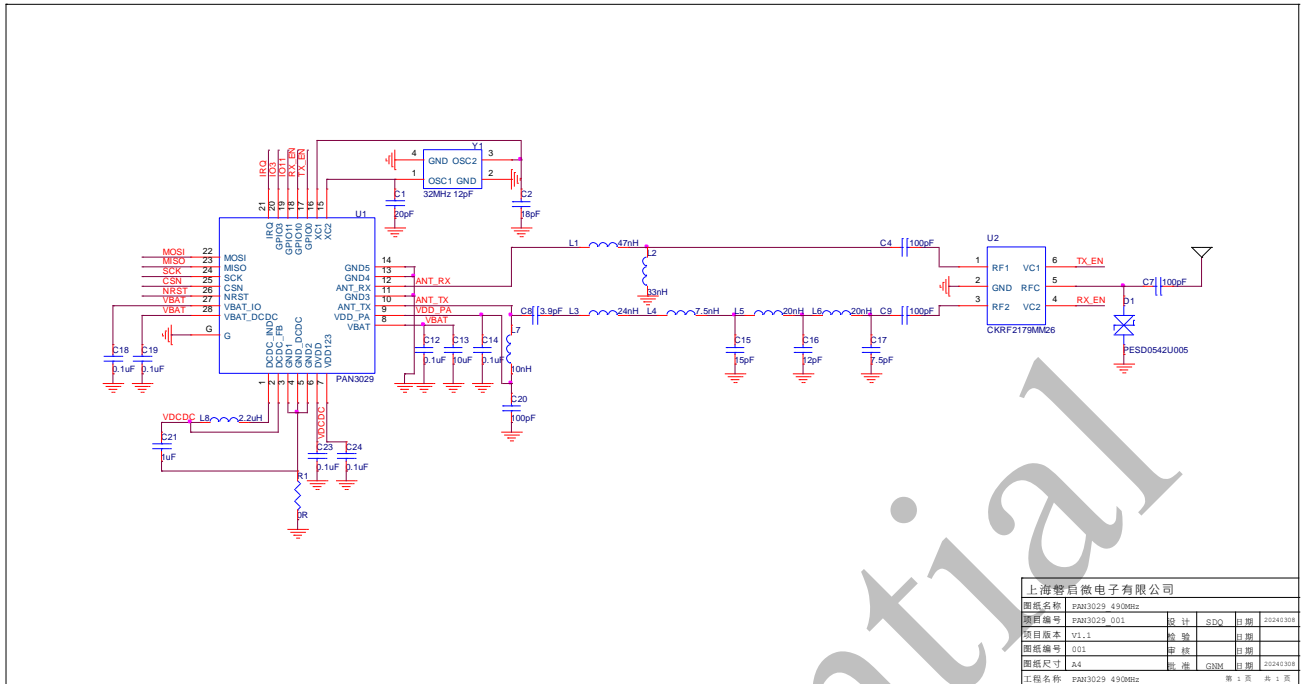 4 GND OSC2 3
Y1
1 OSC1 GND 2
32MHz 12pF
C1
20pF
C2
18pF
IRQ
IO3
IO11
RX_EN
TX_EN
21
20
19
18
17
16
15
U1
IRQ
GPIO3
GPIO11
GPIO10
GPIO0
XC1
XC2
MOSI 22 MOSI
MISO 23 MISO
SCK 24 SCK
CSN 25 CSN
NRST 26 NRST
VBAT 27 VBAT_IO
VBAT 28 VBAT_DCDC
G G
GND5 14
GND4 13
ANT_RX 12 ANT_RX
GND3 11
ANT_TX 10 ANT_TX
VDD_PA 9 VDD_PA
VBAT 8 VBAT
DCDC_IND
DCDC_FB
GND1
GND_DCDC
GND2
DVDD
VDD123
PAN3029
1
2
3
4
5
6
7
C18
0.1uF
C19
0.1uF
C12
0.1uF
C13
10uF
C14
0.1uF
L7
10nH
C20
100pF
L1 47nH
L2
33nH
C4 100pF
C8 3.9pF L3 24nH L4 7.5nH L5 20nH L6 20nH C9 100pF
C15
15pF
C16
12pF
C17
7.5pF
U2
1 RF1 VC1 6 TX_EN
2 GND RFC 5
3 RF2 VC2 4 RX_EN
CKRF2179MM26
C7 100pF
D1
PESD0542U005
VDCDC L8 2.2uH
C21
1uF
VDCDC
C23
0.1uF
C24
0.1uF
R1
0R
ntial
上海磐启微电子有限公司
图纸名称 PAN3029_490MHz
项目编号 PAN3029_001 设 计 SDQ 日 期 20240308
项目版本 V1.1 检 验 日 期
图纸编号 001 审 核 日 期
图纸尺寸 A4 批 准 GNM 日 期 20240308
工程名称 PAN3029 490MHz 第 1 页 共 1 页